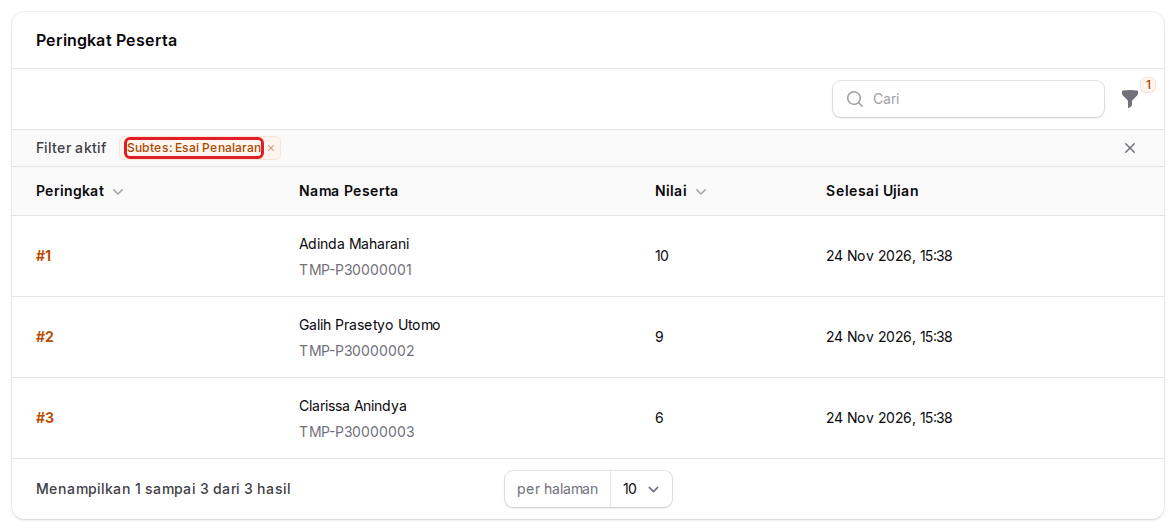 Peringkat Peserta
Cari
1
Filter aktif Subtes: Esai Penalaran
Peringkat Nama Peserta Nilai Selesai Ujian
#1 Adinda Maharani 10 24 Nov 2026, 15:38
TMP-P30000001
#2 Galih Prasetyo Utomo 9 24 Nov 2026, 15:38
TMP-P30000002
#3 Clarissa Anindya 6 24 Nov 2026, 15:38
TMP-P30000003
Menampilkan 1 sampai 3 dari 3 hasil per halaman 10